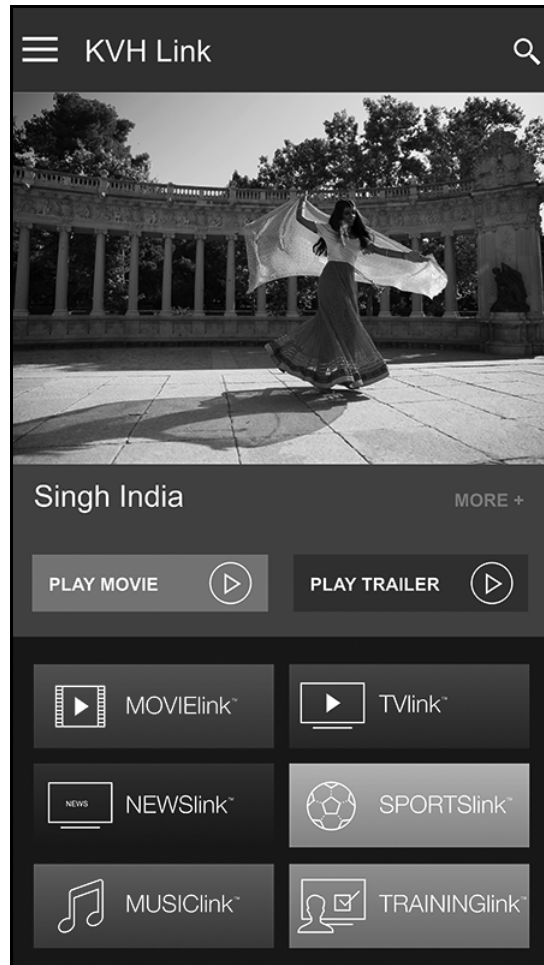 KVH Link
Singh India
MORE +
PLAY MOVIE
PLAY TRAILER
MOVIElink™
TVlink™
NEWS
NEWSlink™
SPORTSlink™
MUSIClink™
TRAININGlink™